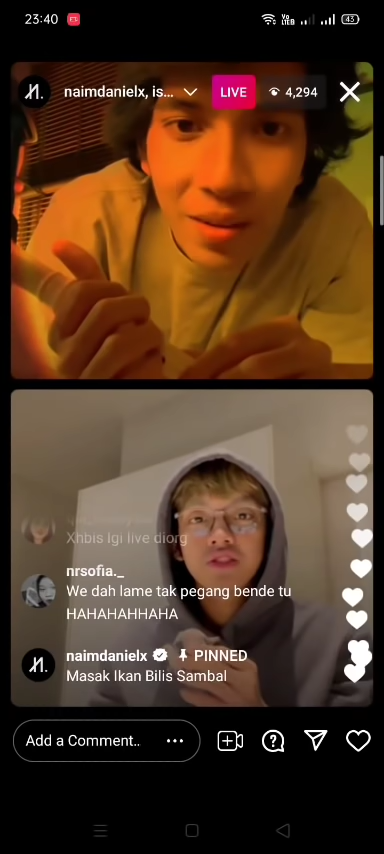 23:40
43
naimdanielx, is...
LIVE
4,294
Xhbis lgi live diorg
nrsofia._
We dah lame tak pegang bende tu
HAHAHAHHAHA
naimdanielx PINNED
Masak Ikan Bilis Sambal
Add a Comment..